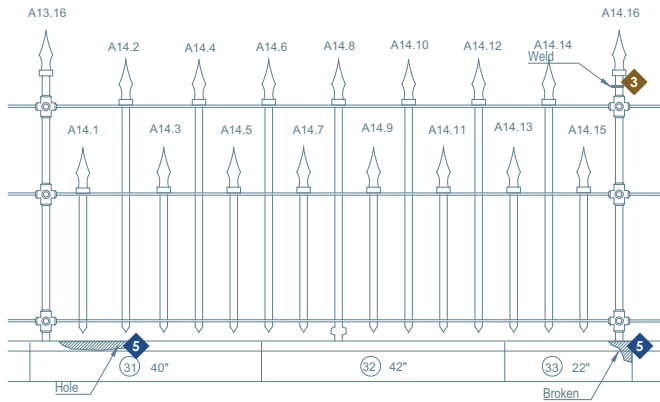 A13.16
A14.16
A14.2
A14.4
A14.6
A14.8
A14.10
A14.12
A14.14
Weld
3
A14.1
A14.3
A14.5
A14.7
A14.9
A14.11
A14.13
A14.15
5
5
31 40"
32 42"
33 22"
Hole
Broken